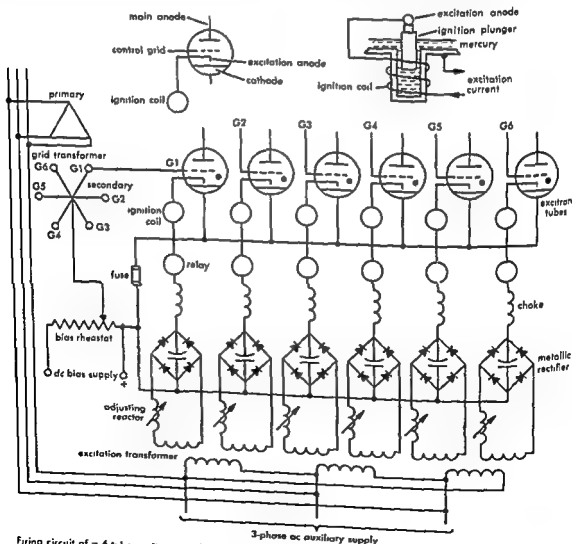 main anode
control grid
excitation anode
cathode
ignition coil
excitation anode
ignition plunger
mercury
ignition coil
excitation
current
primary
grid transformer
G6
G1
G5
secondary
G2
G4
G3
G1
G2
G3
G4
G5
G6
ignition
coil
excitron
tubes
relay
fuse
choke
bias rheostat
dc bias supply
+
metallic
rectifier
adjusting
reactor
excitation transformer
3-phase ac auxiliary supply